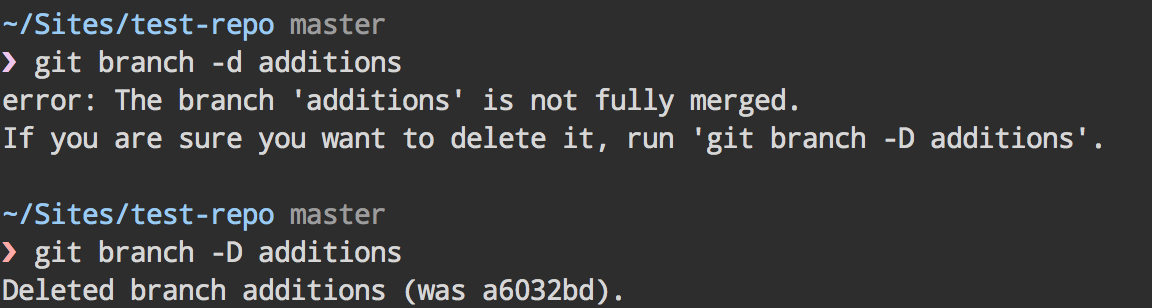 ~/Sites/test-repo master
❯ git branch -d additions
error: The branch 'additions' is not fully merged.
If you are sure you want to delete it, run 'git branch -D additions'.
~/Sites/test-repo master
❯ git branch -D additions
Deleted branch additions (was a6032bd).